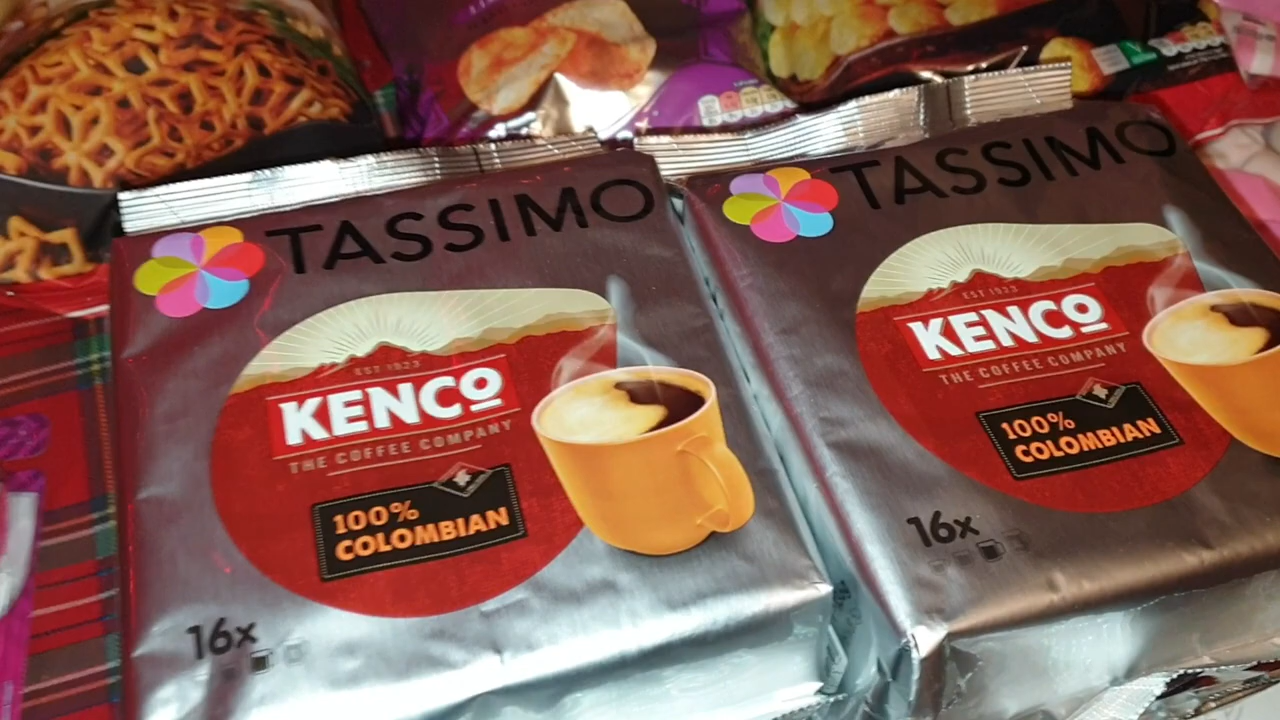 TASSIMO
EST 1923
KENCO
THE COFFEE COMPANY
100%
COLOMBIAN
16x
TASSIMO
EST 1923
KENCO
THE COFFEE COMPANY
100%
COLOMBIAN
16x